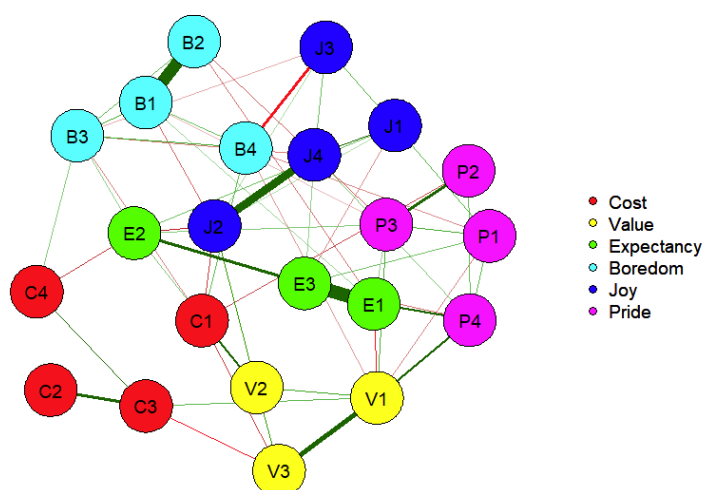 B2
J3
B1
J1
B3
B4
J4
P2
E2
J2
P3
P1
C4
E3
E1
C1
P4
C2
V2
V1
C3
V3
Cost
Value
Expectancy
Boredom
Joy
Pride